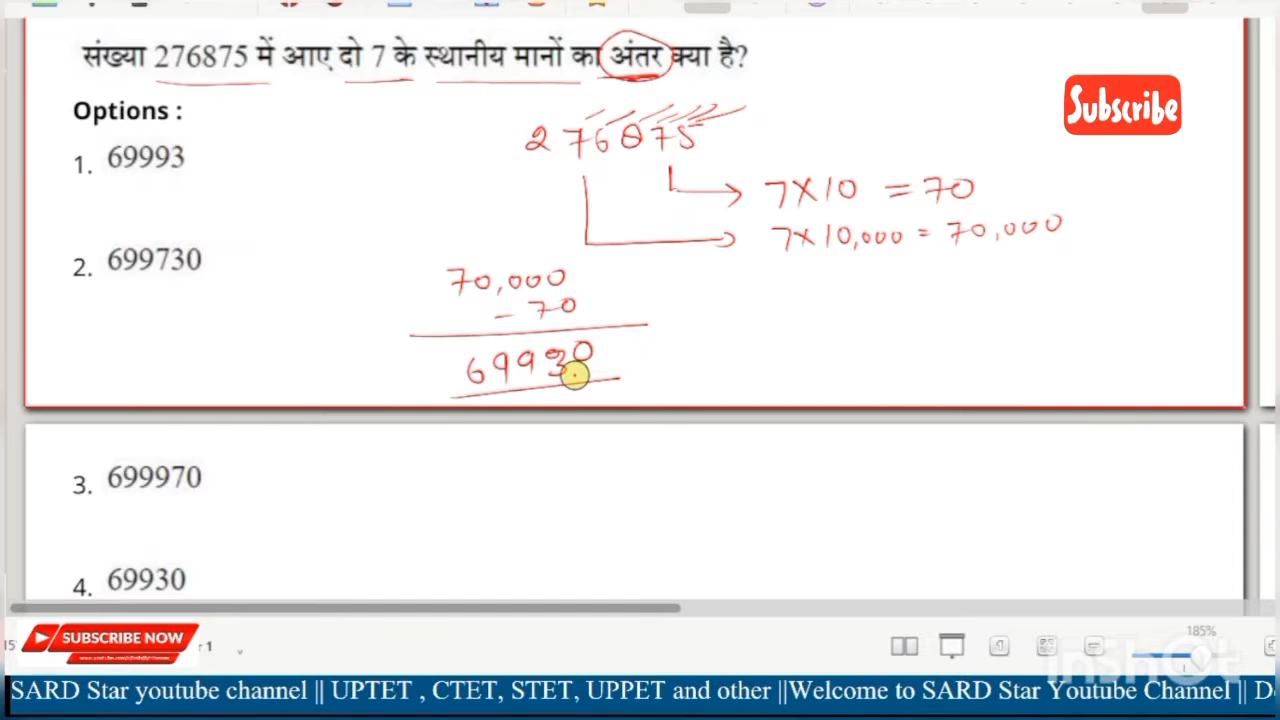 संख्या 276875 में आए दो 7 के स्थानीय मानों का अंतर क्या है?
Options :
Subscribe
276875
1. 69993
7X10 = 70
7X10,000 = 70,000
2. 699730
70,000
- 70
69930
3. 699970
4. 69930
SUBSCRIBE NOW
r 1
185%
InShot
SARD Star youtube channel || UPTET , CTET, STET, UPPET and other ||Welcome to SARD Star Youtube Channel || D